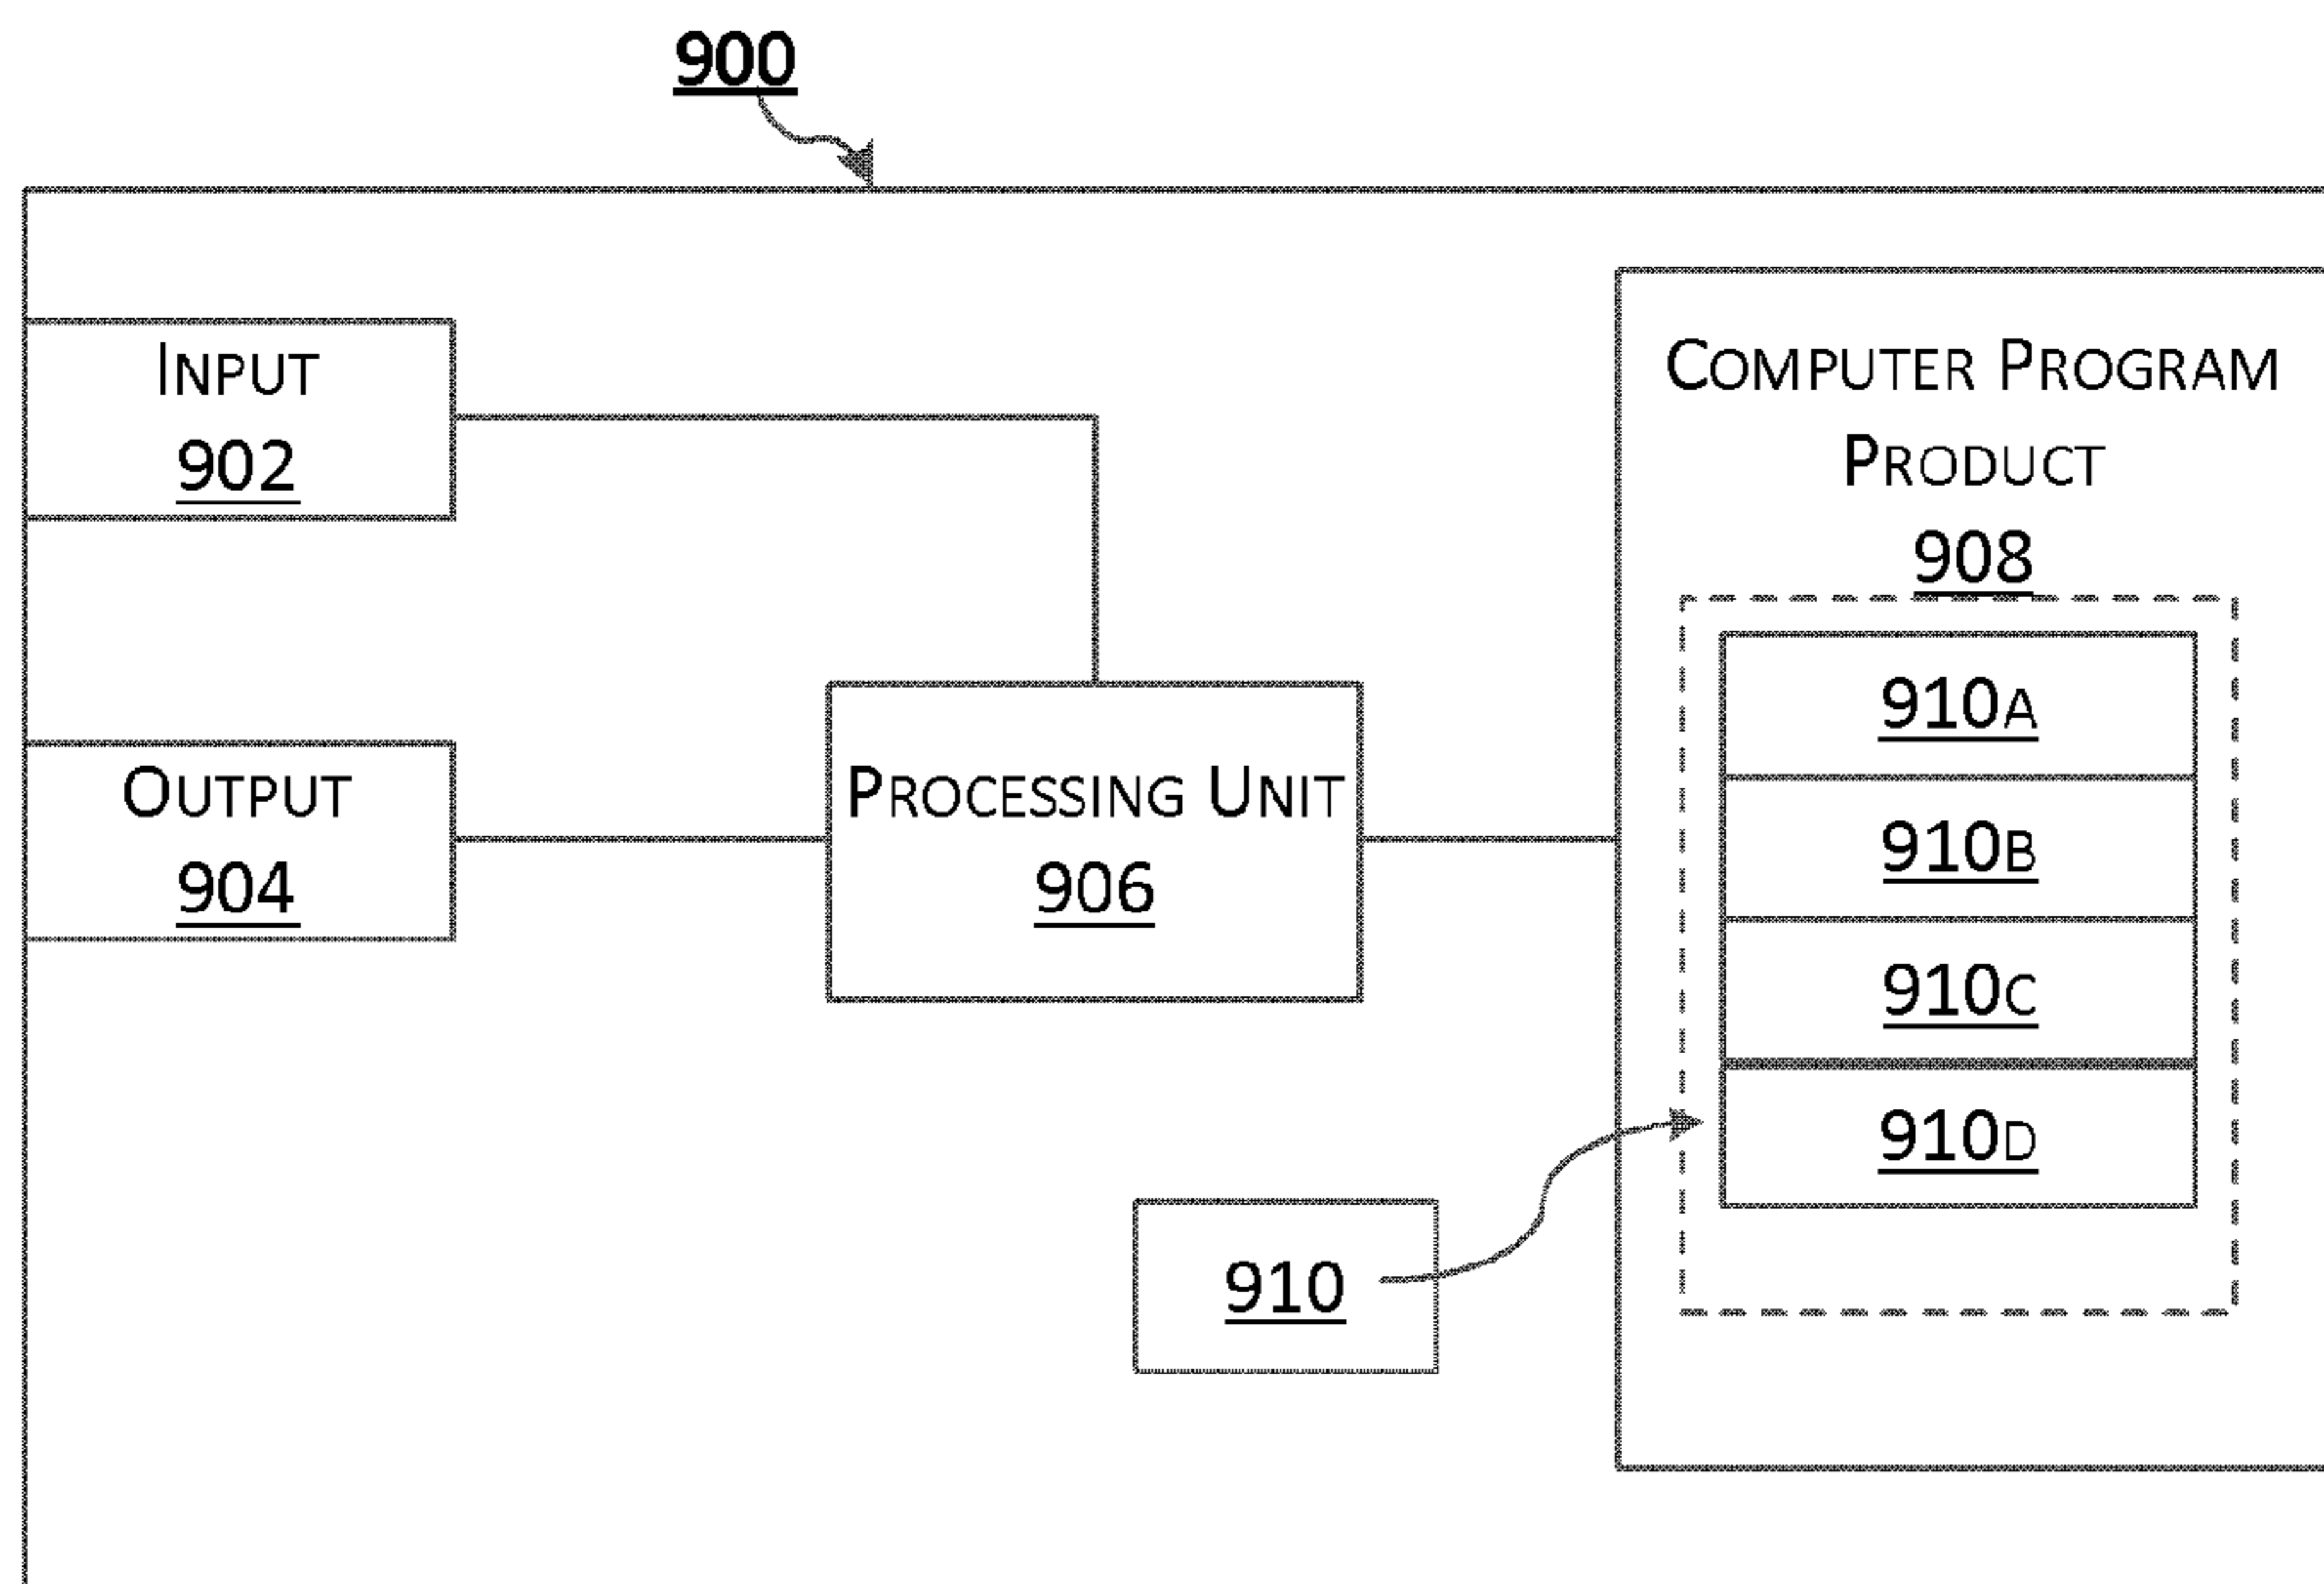 900
INPUT
902
OUTPUT
904
PROCESSING UNIT
906
COMPUTER PROGRAM
PRODUCT
908
910A
910B
910C
910D
910